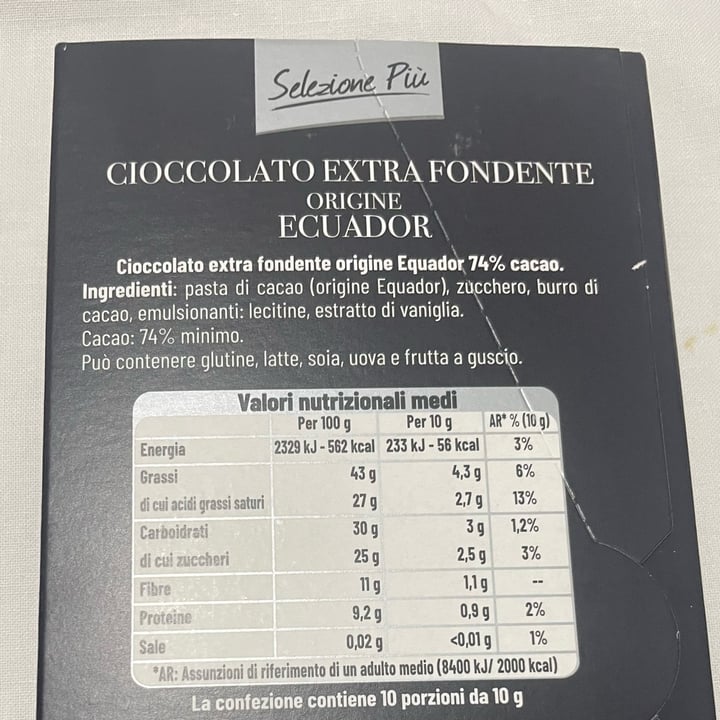 Selezione Più
CIOCCOLATO EXTRA FONDENTE
ORIGINE
ECUADOR
Cioccolato extra fondente origine Equador 74% cacao.
Ingredienti: pasta di cacao (origine Equador), zucchero, burro di
cacao, emulsionanti: lecitine, estratto di vaniglia.
Cacao: 74% minimo.
Può contenere glutine, latte, soia, uova e frutta a guscio.
Valori nutrizionali medi
Per 100 g Per 10 g AR* % (10 g)
Energia 2329 kJ - 562 kcal 233 kJ - 56 kcal 3%
Grassi 43 g 4,3 g 6%
di cui acidi grassi saturi 27 g 2,7 g 13%
Carboidrati 30 g 3 g 1,2%
di cui zuccheri 25 g 2,5 g 3%
Fibre 11 g 1,1 g --
Proteine 9,2 g 0,9 g 2%
Sale 0,02 g <0,01 g 1%
*AR: Assunzioni di riferimento di un adulto medio (8400 kJ/ 2000 kcal)
La confezione contiene 10 porzioni da 10 g